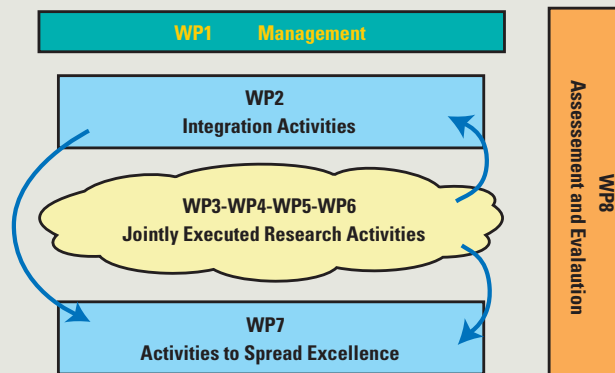 WP1 Management
WP2
Integration Activities
WP3-WP4-WP5-WP6
Jointly Executed Research Activities
WP7
Activities to Spread Excellence
WP8
Assessement and Evalaution